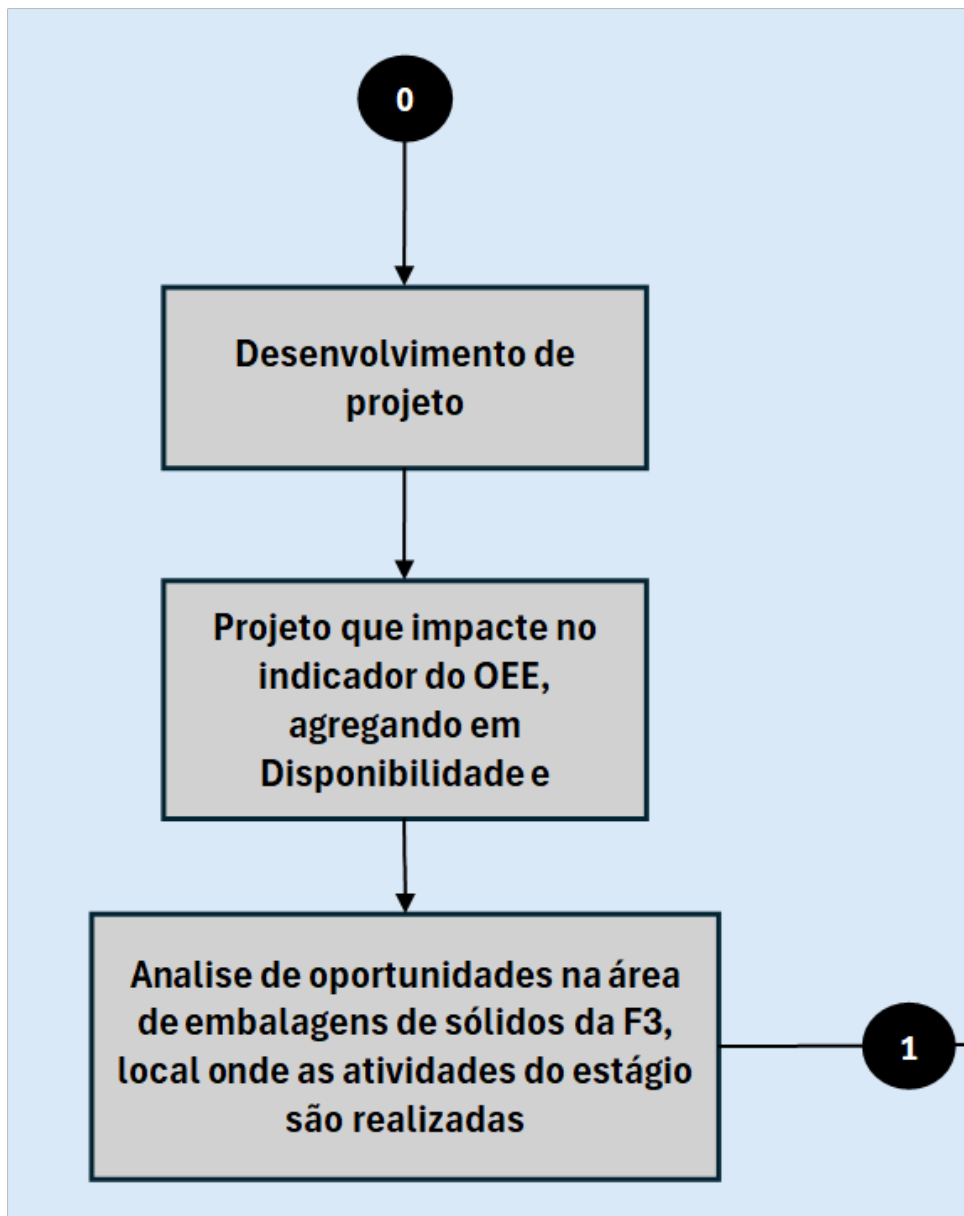 0
Desenvolvimento de
projeto
Projeto que impacte no
indicador do OEE,
agregando em
Disponibilidade e
Analise de oportunidades na área
de embalagens de sólidos da F3,
local onde as atividades do estágio
são realizadas
1